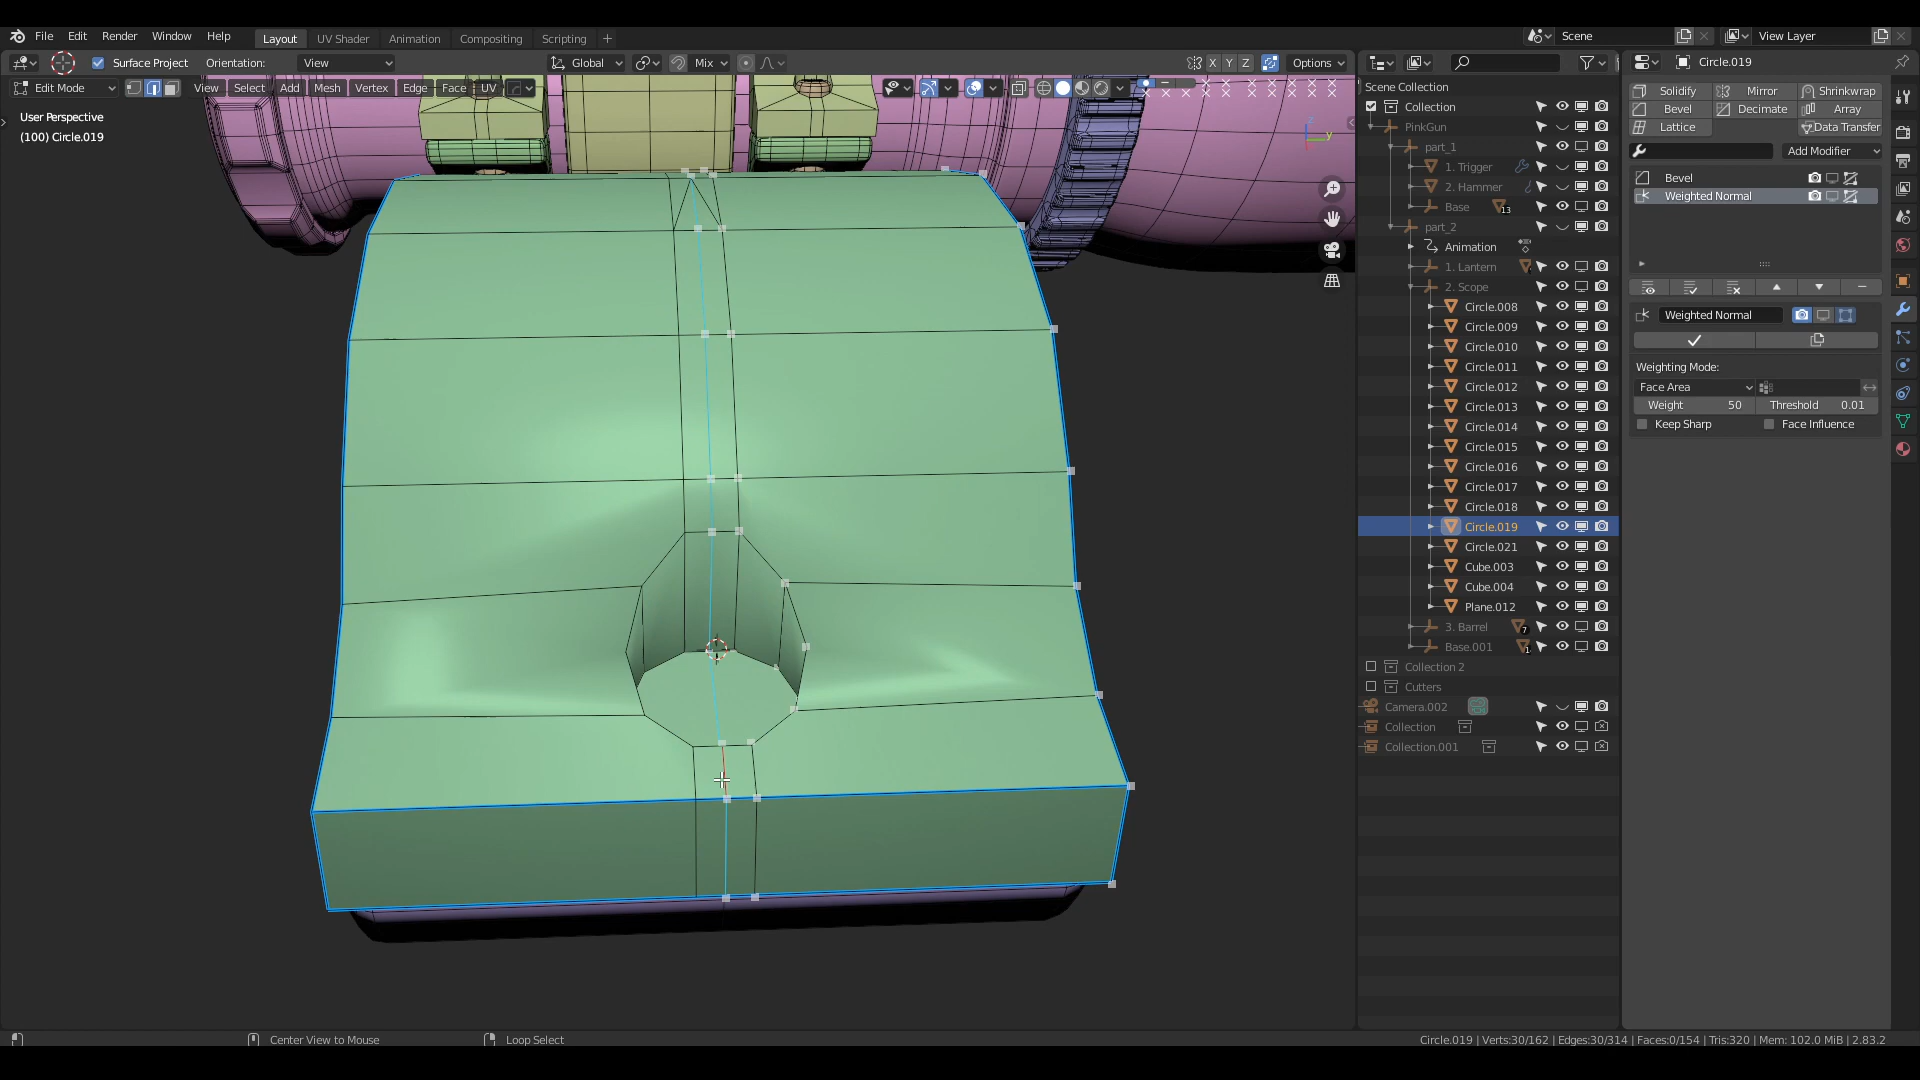 File Edit Render Window Help Layout UV Shader Animation Compositing Scripting + Scene View Layer
Surface Project Orientation: View Global Mix X Y Z Options Circle.019
Edit Mode View Select Add Mesh Vertex Edge Face UV
User Perspective
(100) Circle.019
Y
Scene Collection
Collection
PinkGun
part_1
1. Trigger
2. Hammer
Base 13
part_2
Animation
1. Lantern
2. Scope
Circle.008
Circle.009
Circle.010
Circle.011
Circle.012
Circle.013
Circle.014
Circle.015
Circle.016
Circle.017
Circle.018
Circle.019
Circle.021
Cube.003
Cube.004
Plane.012
3. Barrel 7
Base.001 1
Collection 2
Cutters
Camera.002
Collection
Collection.001
Solidify Mirror Shrinkwrap
Bevel Decimate Array
Lattice Data Transfer
Add Modifier
Bevel
Weighted Normal
Weighted Normal
Weighting Mode:
Face Area
Weight 50 Threshold 0.01
Keep Sharp Face Influence
Center View to Mouse Loop Select Circle.019 | Verts:30/162 | Edges:30/314 | Faces:0/154 | Tris:320 | Mem: 102.0 MiB | 2.83.2